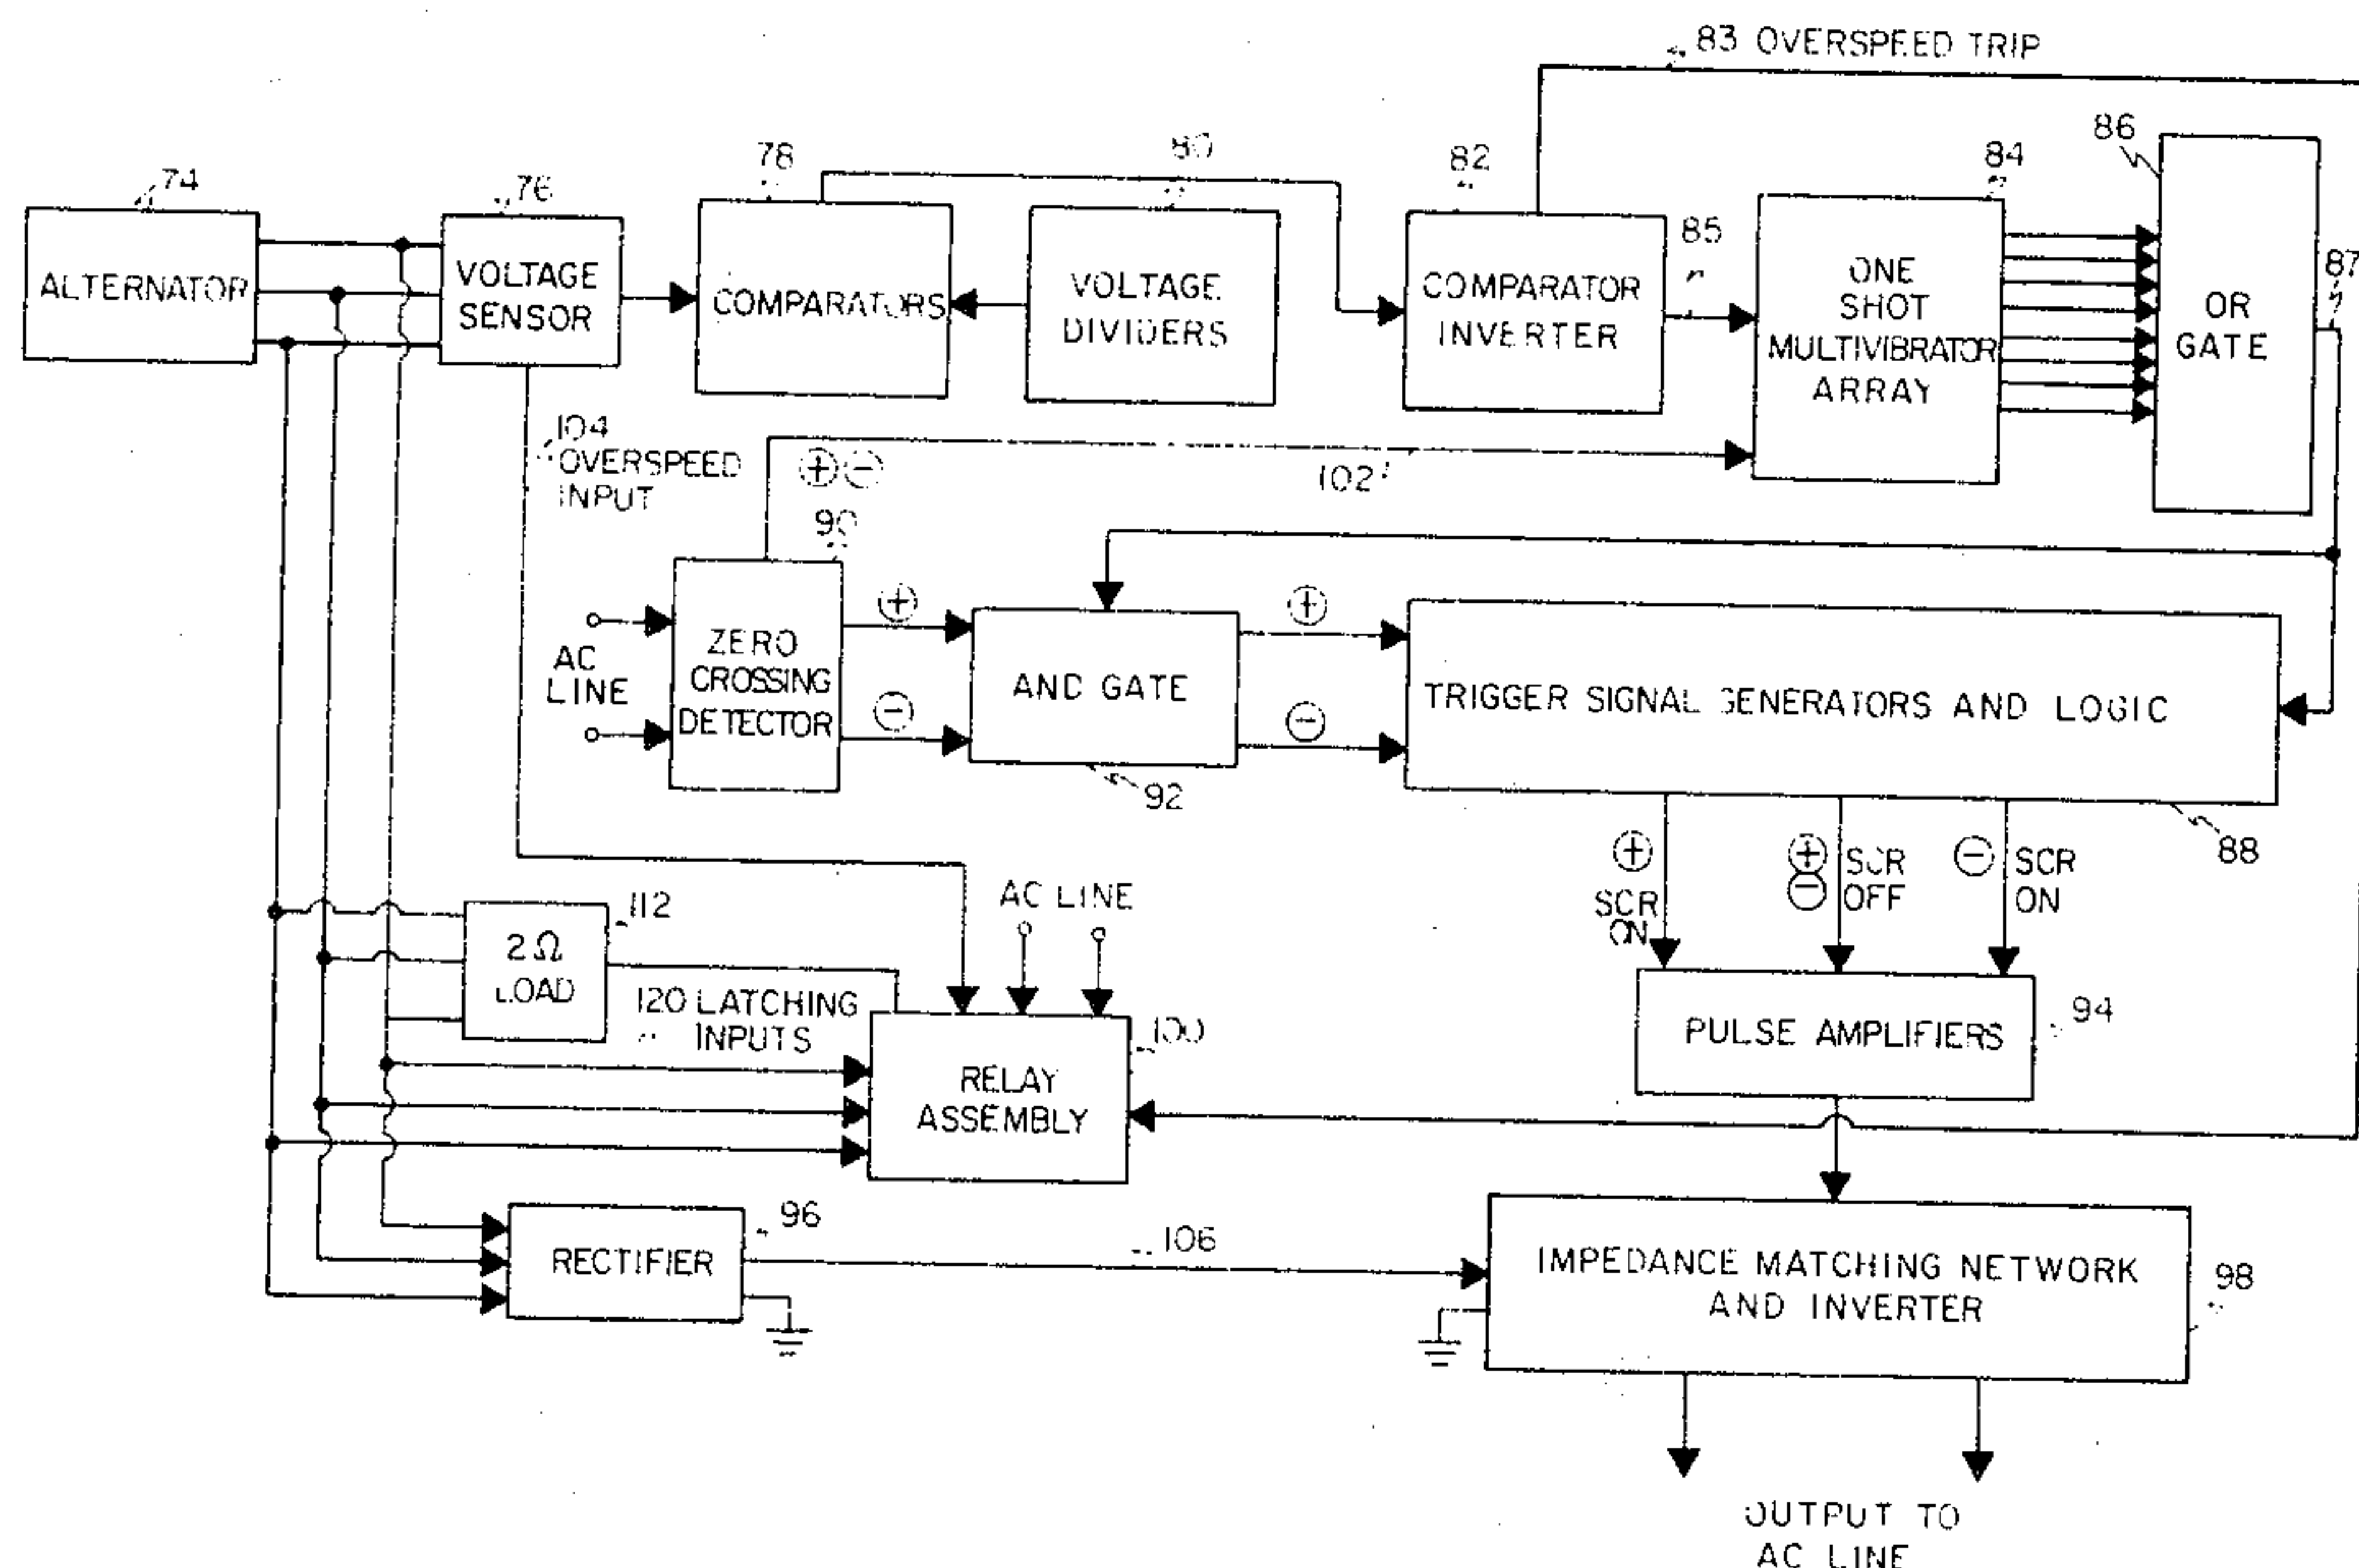 83 OVERSPEED TRIP
74
76
78
80
82
84
86
ALTERNATOR
VOLTAGE
SENSOR
COMPARATORS
VOLTAGE
DIVIDERS
COMPARATOR
INVERTER
85
ONE
SHOT
MULTIVIBRATOR
ARRAY
OR
GATE
87
104
OVERSPEED
INPUT
+ -
102
90
AC
LINE
ZERO
CROSSING
DETECTOR
+
-
AND GATE
92
+
-
TRIGGER SIGNAL GENERATORS AND LOGIC
88
+
SCR
ON
+
-
SCR
OFF
-
SCR
ON
2Ω
LOAD
112
AC LINE
120 LATCHING
INPUTS
100
RELAY
ASSEMBLY
PULSE AMPLIFIERS
94
RECTIFIER
96
106
IMPEDANCE MATCHING NETWORK
AND INVERTER
98
OUTPUT TO
AC LINE